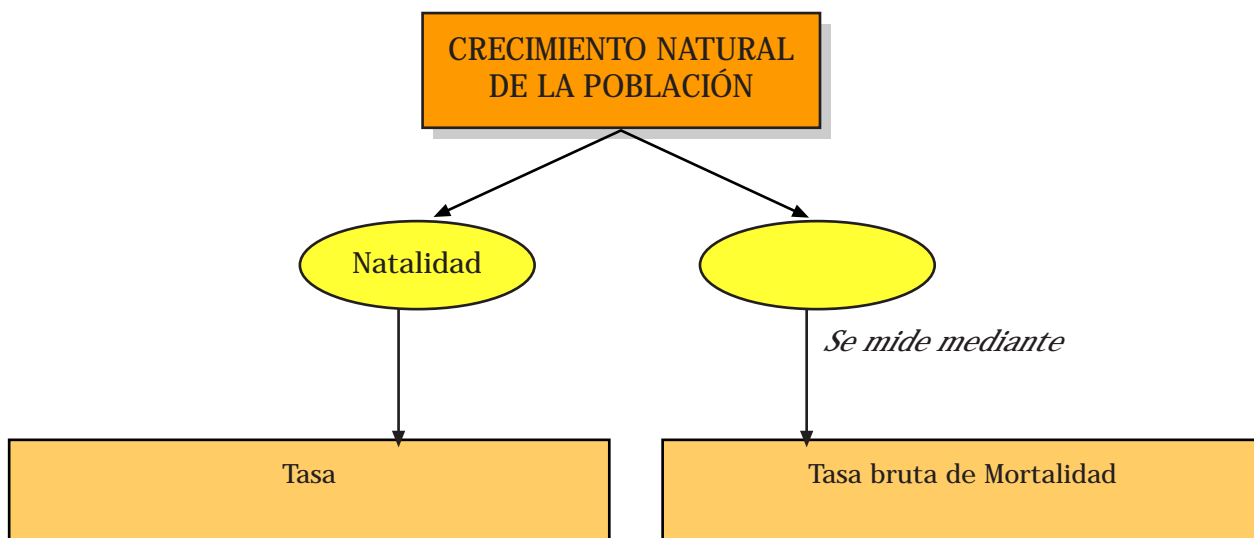 CRECIMIENTO NATURAL
DE LA POBLACIÓN
Natalidad
Se mide mediante
Tasa
Tasa bruta de Mortalidad